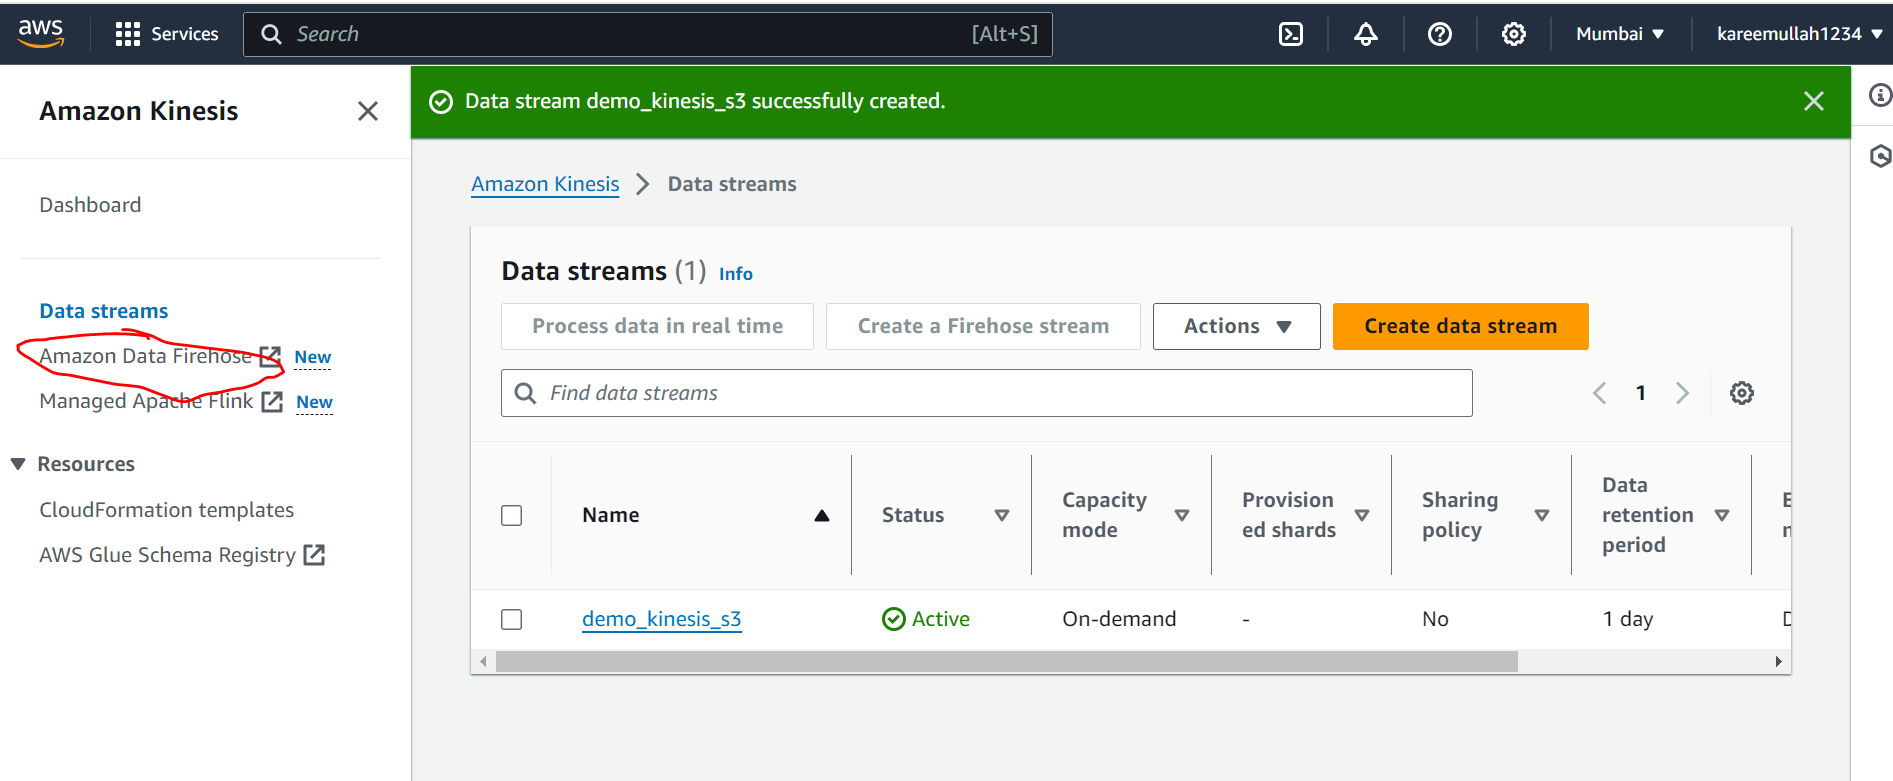 aws Services Search [Alt+S] Mumbai kareemullah1234
Amazon Kinesis
Data stream demo_kinesis_s3 successfully created.
Dashboard
Data streams
Amazon Data Firehose New
Managed Apache Flink New
Resources
CloudFormation templates
AWS Glue Schema Registry
Amazon Kinesis Data streams
Data streams (1) Info
Process data in real time Create a Firehose stream Actions Create data stream
Find data streams 1
Name Status Capacity
mode Provision
ed shards Sharing
policy Data
retention
period
demo_kinesis_s3 Active On-demand - No 1 day